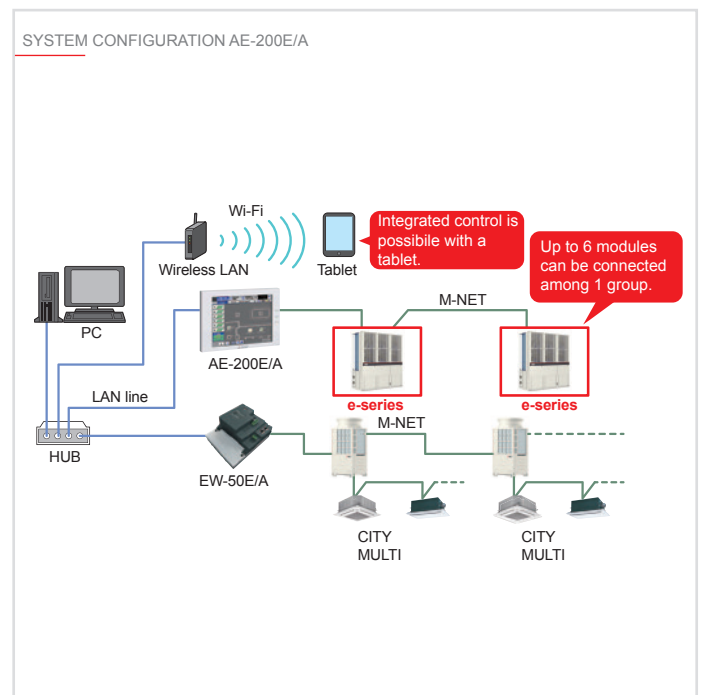 SYSTEM CONFIGURATION AE-200E/A
Wi-Fi
Integrated control is
possibile with a
tablet.
Up to 6 modules
can be connected
among 1 group.
Wireless LAN
Tablet
M-NET
PC
AE-200E/A
LAN line
e-series
e-series
M-NET
HUB
EW-50E/A
CITY
MULTI
CITY
MULTI